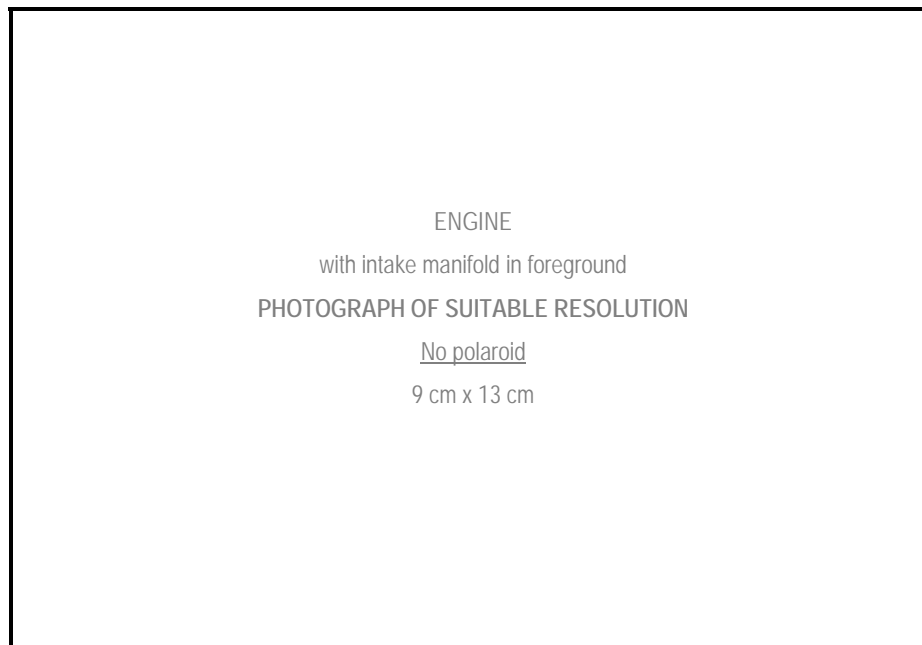 ENGINE
with intake manifold in foreground
PHOTOGRAPH OF SUITABLE RESOLUTION
No polaroid
9 cm x 13 cm